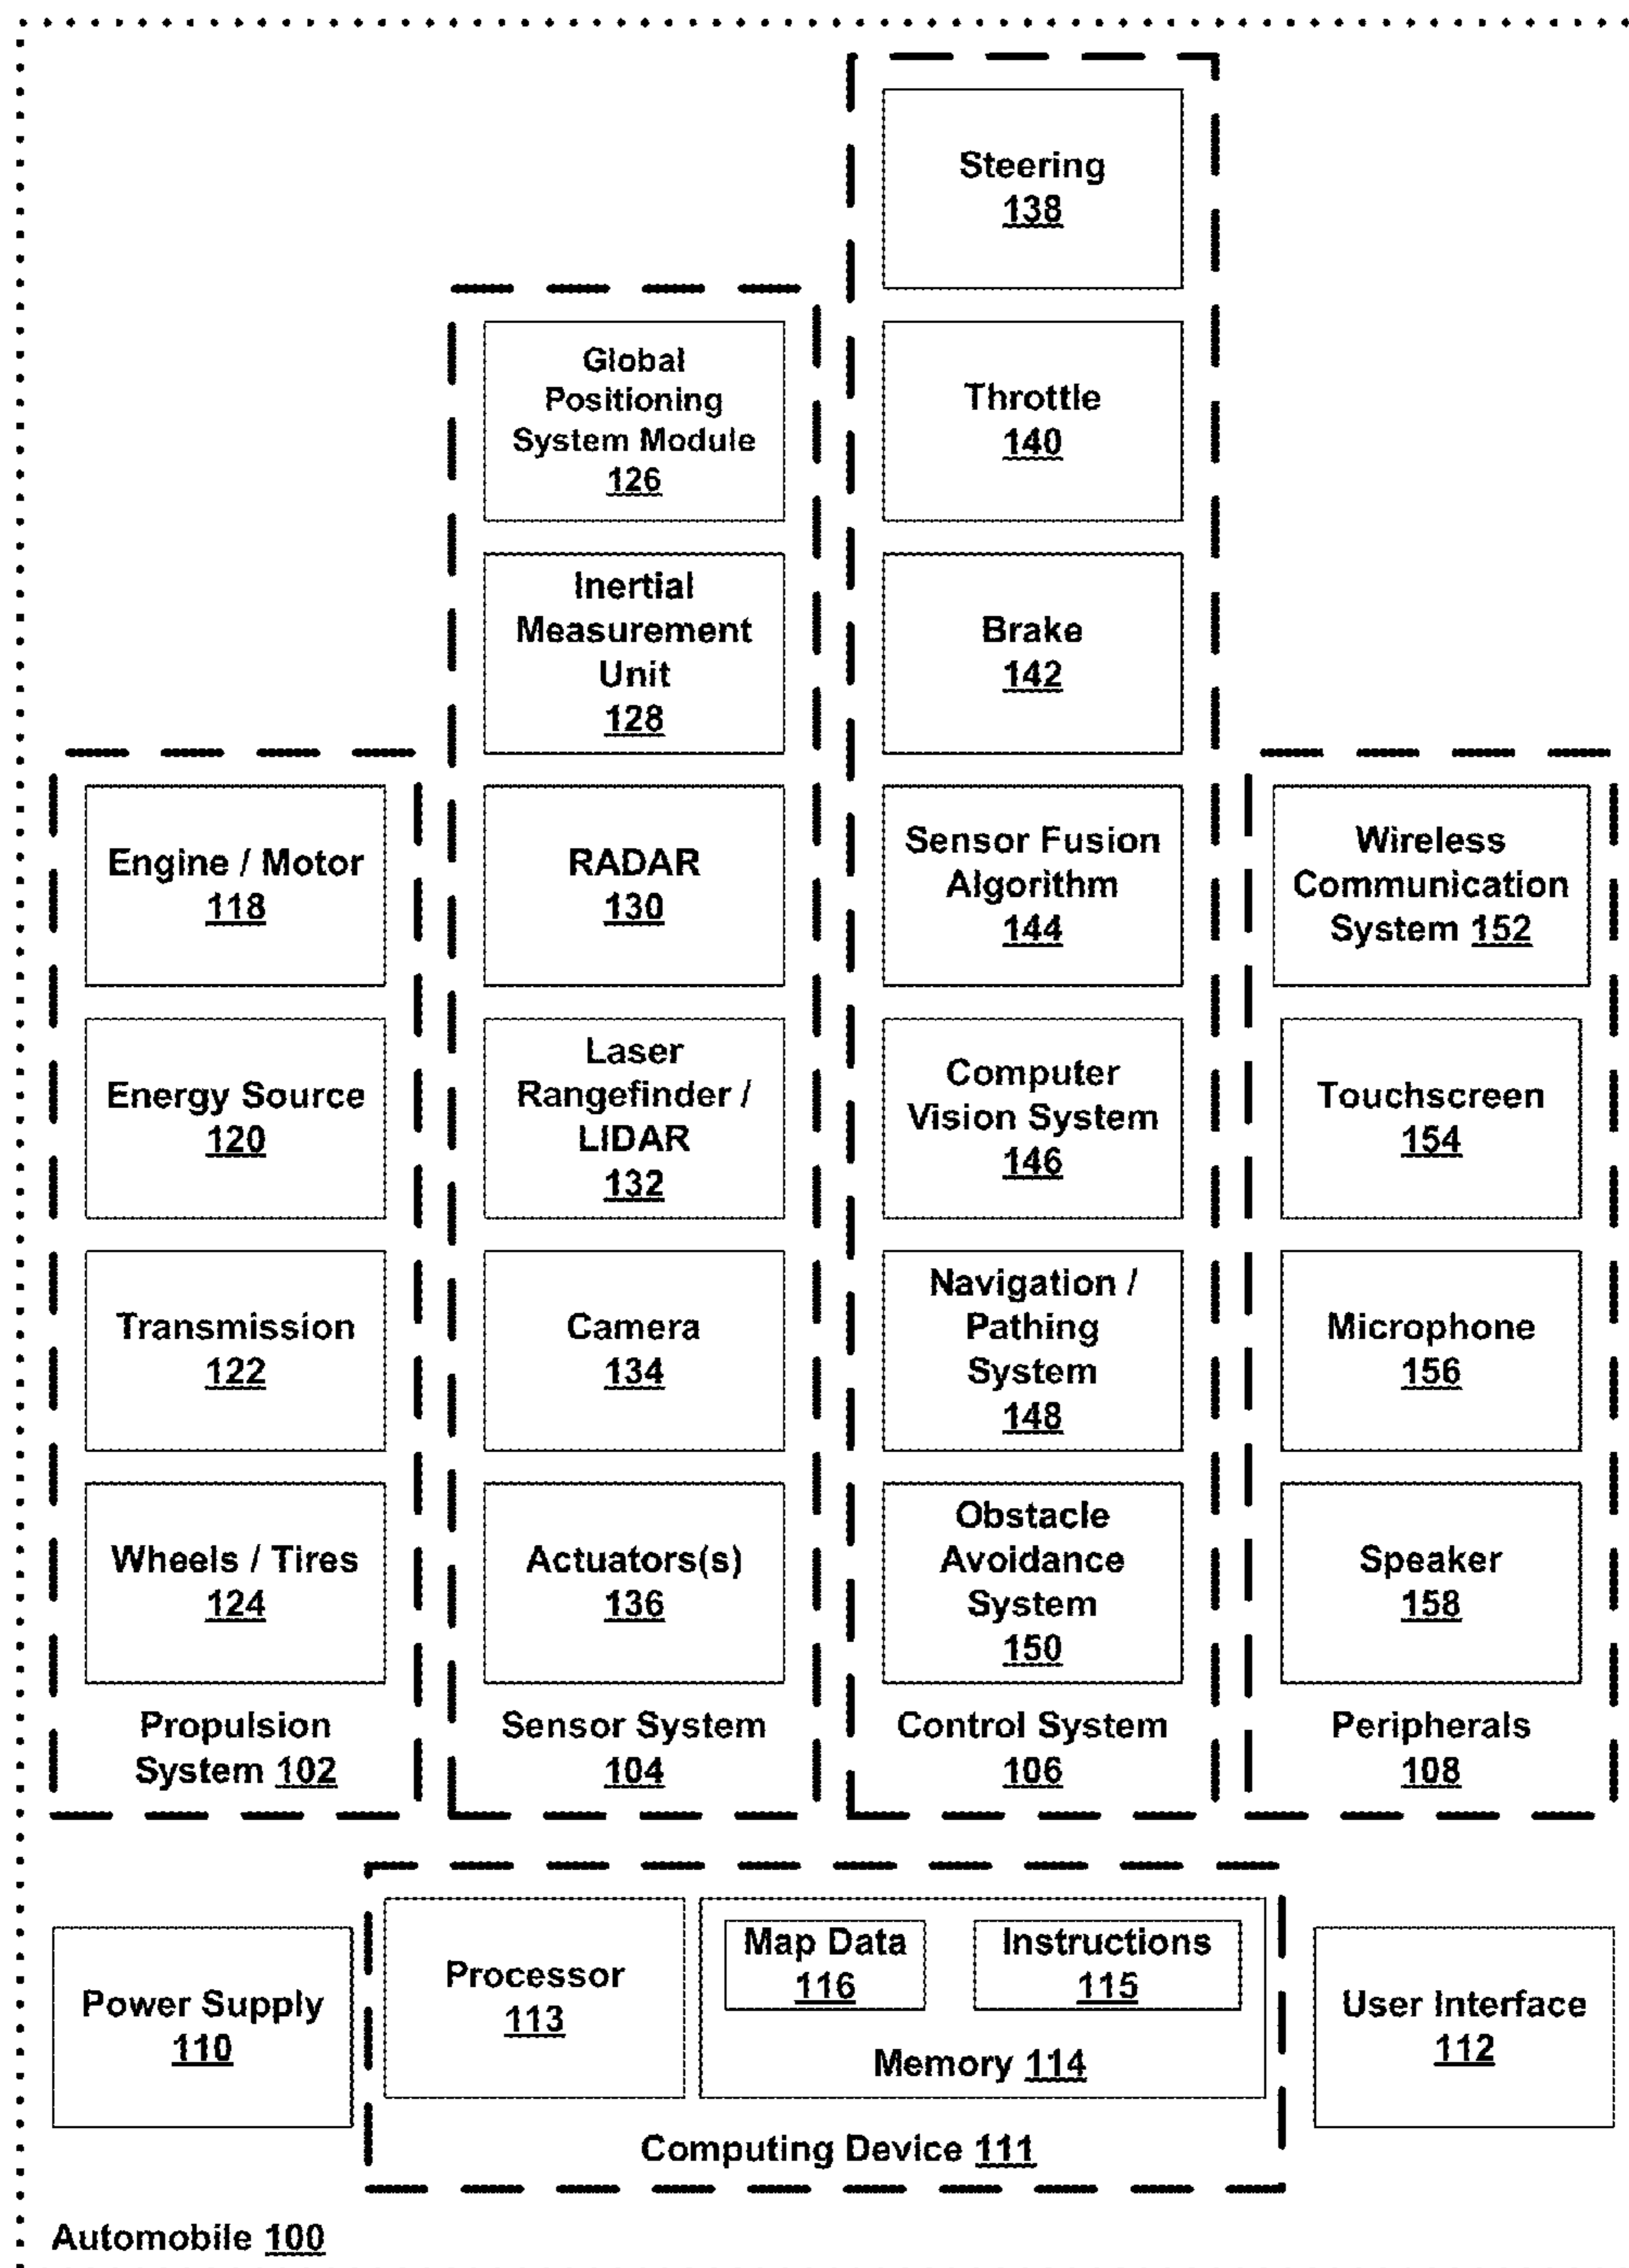 Steering
138
Global
Positioning
System Module
126
Throttle
140
Inertial
Measurement
Unit
128
Brake
142
Engine / Motor
118
RADAR
130
Sensor Fusion
Algorithm
144
Wireless
Communication
System 152
Energy Source
120
Laser
Rangefinder /
LIDAR
132
Computer
Vision System
146
Touchscreen
154
Transmission
122
Camera
134
Navigation /
Pathing
System
148
Microphone
156
Wheels / Tires
124
Actuators(s)
136
Obstacle
Avoidance
System
150
Speaker
158
Propulsion
System 102
Sensor System
104
Control System
106
Peripherals
108
Power Supply
110
Processor
113
Map Data
116
Instructions
115
Memory 114
Computing Device 111
User Interface
112
Automobile 100